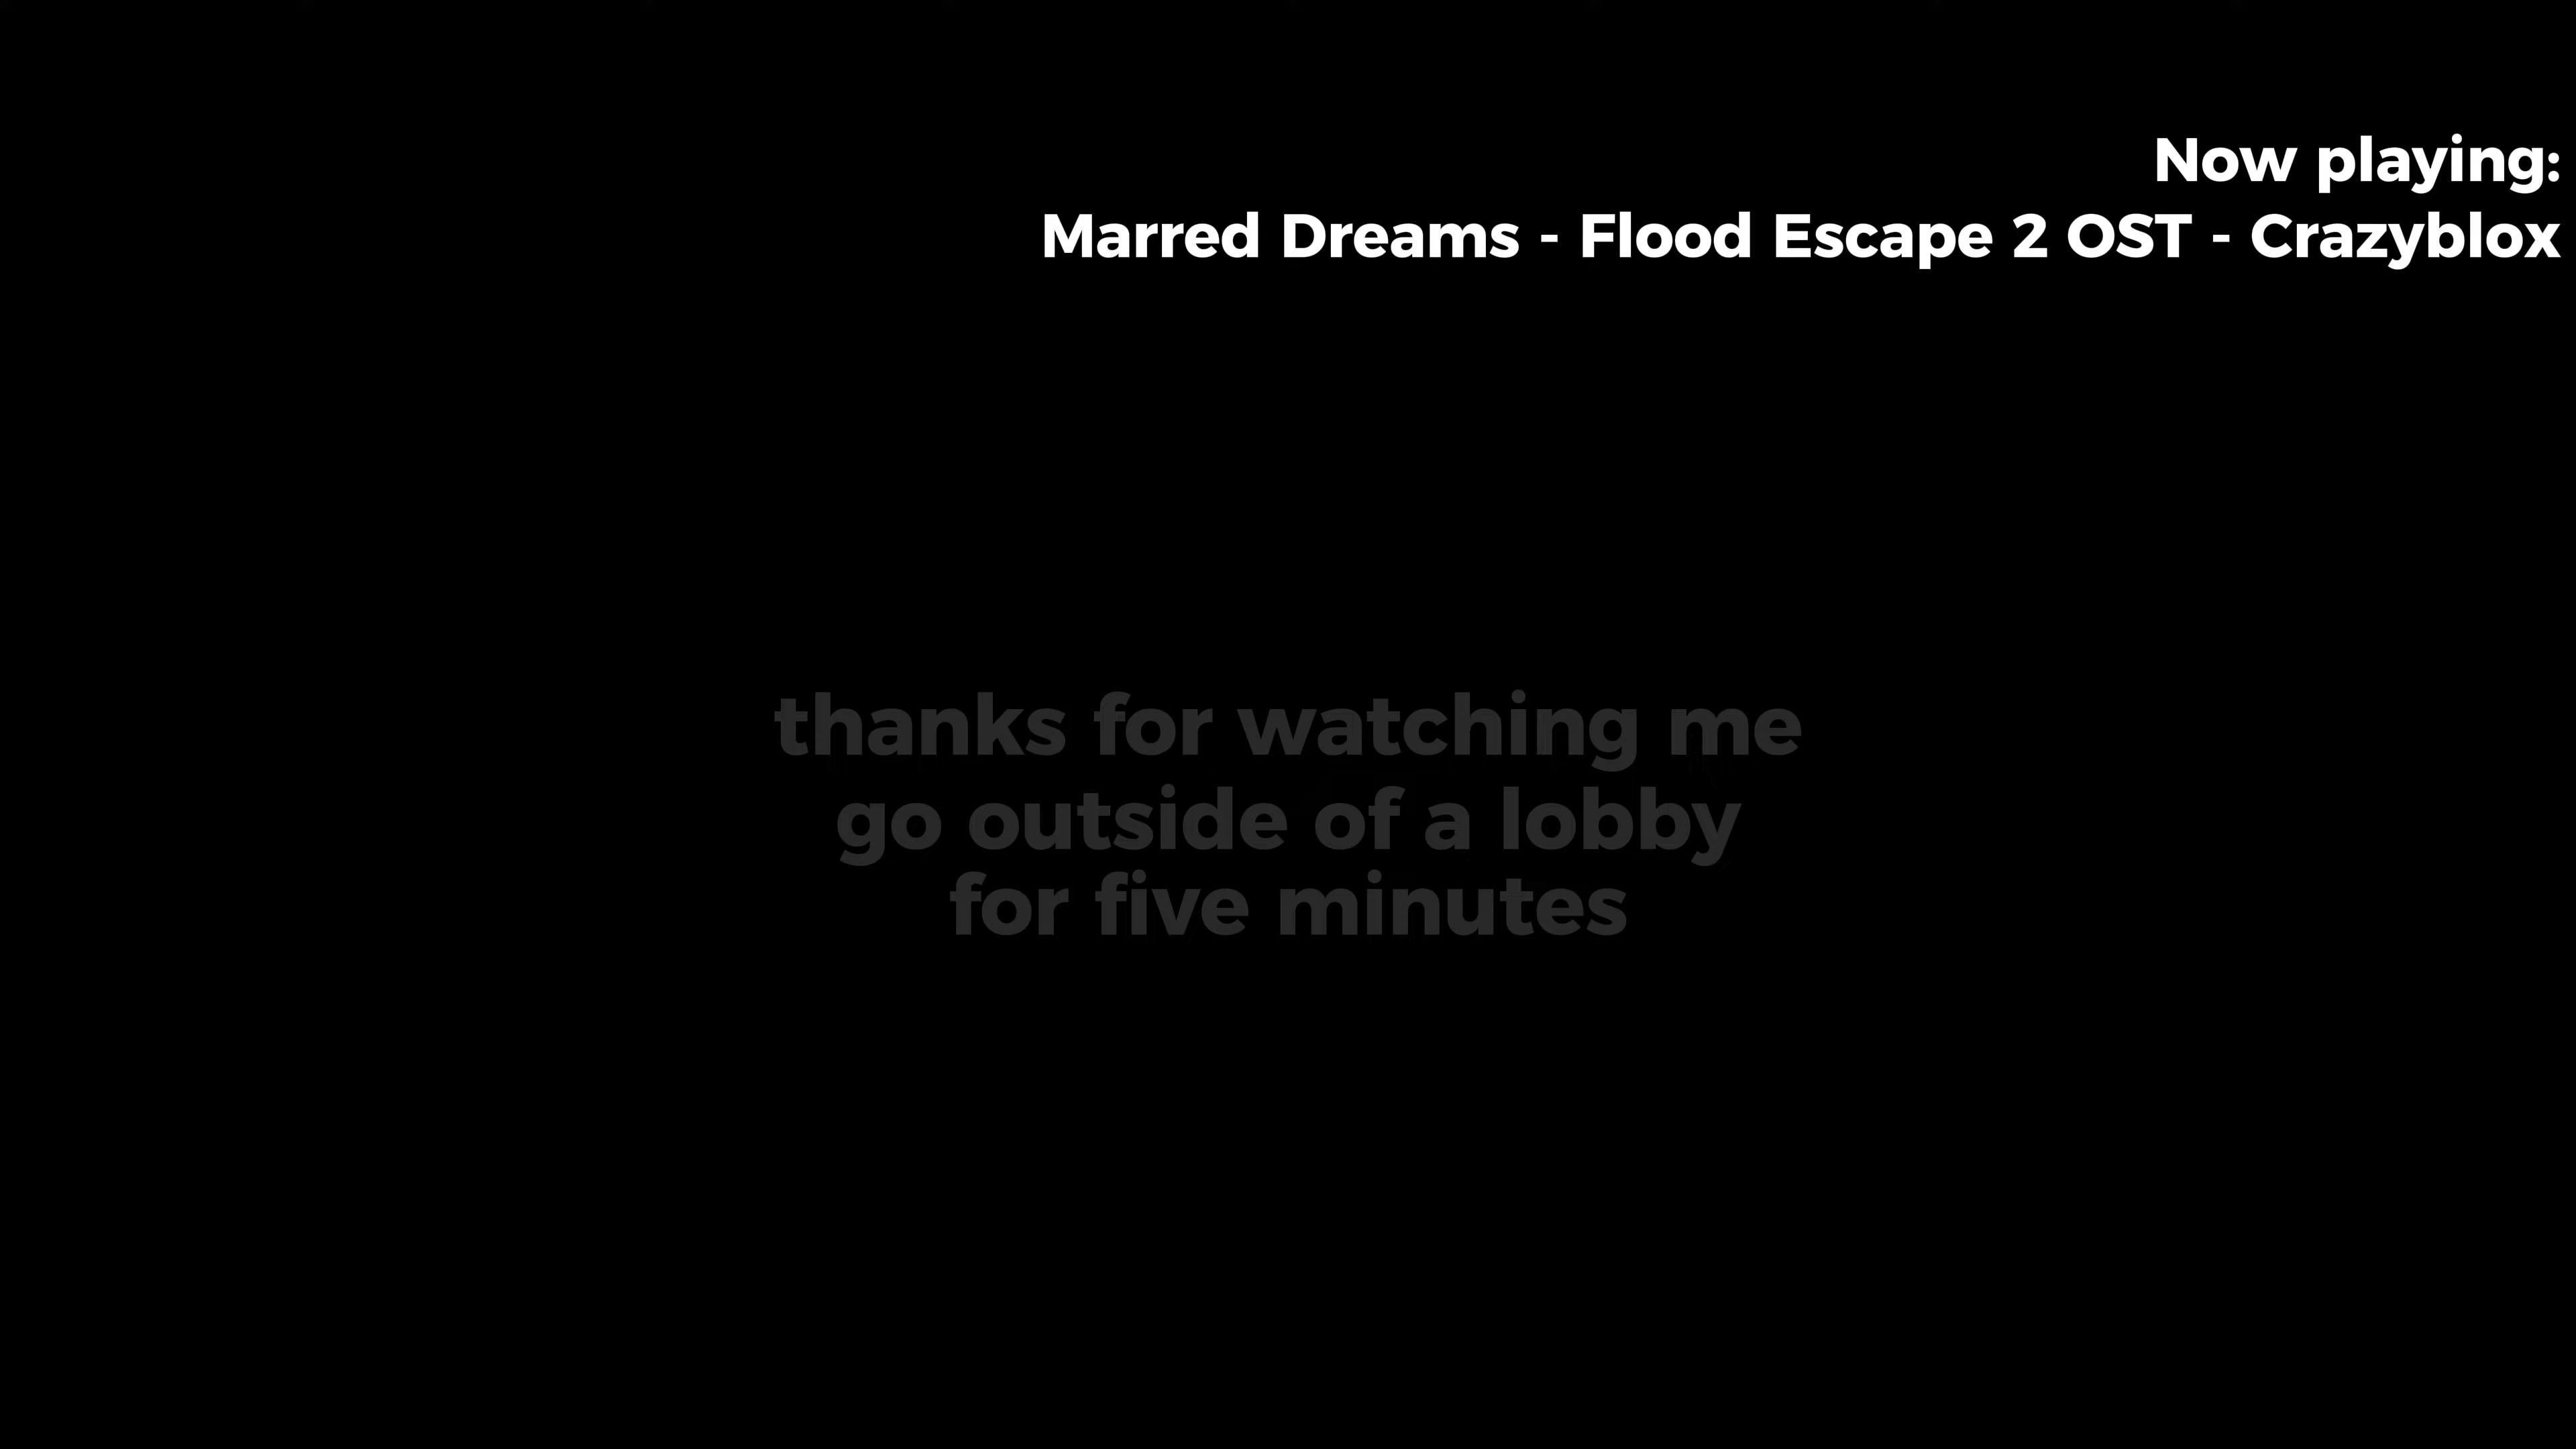 Now playing:
Marred Dreams - Flood Escape 2 OST - Crazyblox
thanks for watching me
go outside of a lobby
for five minutes